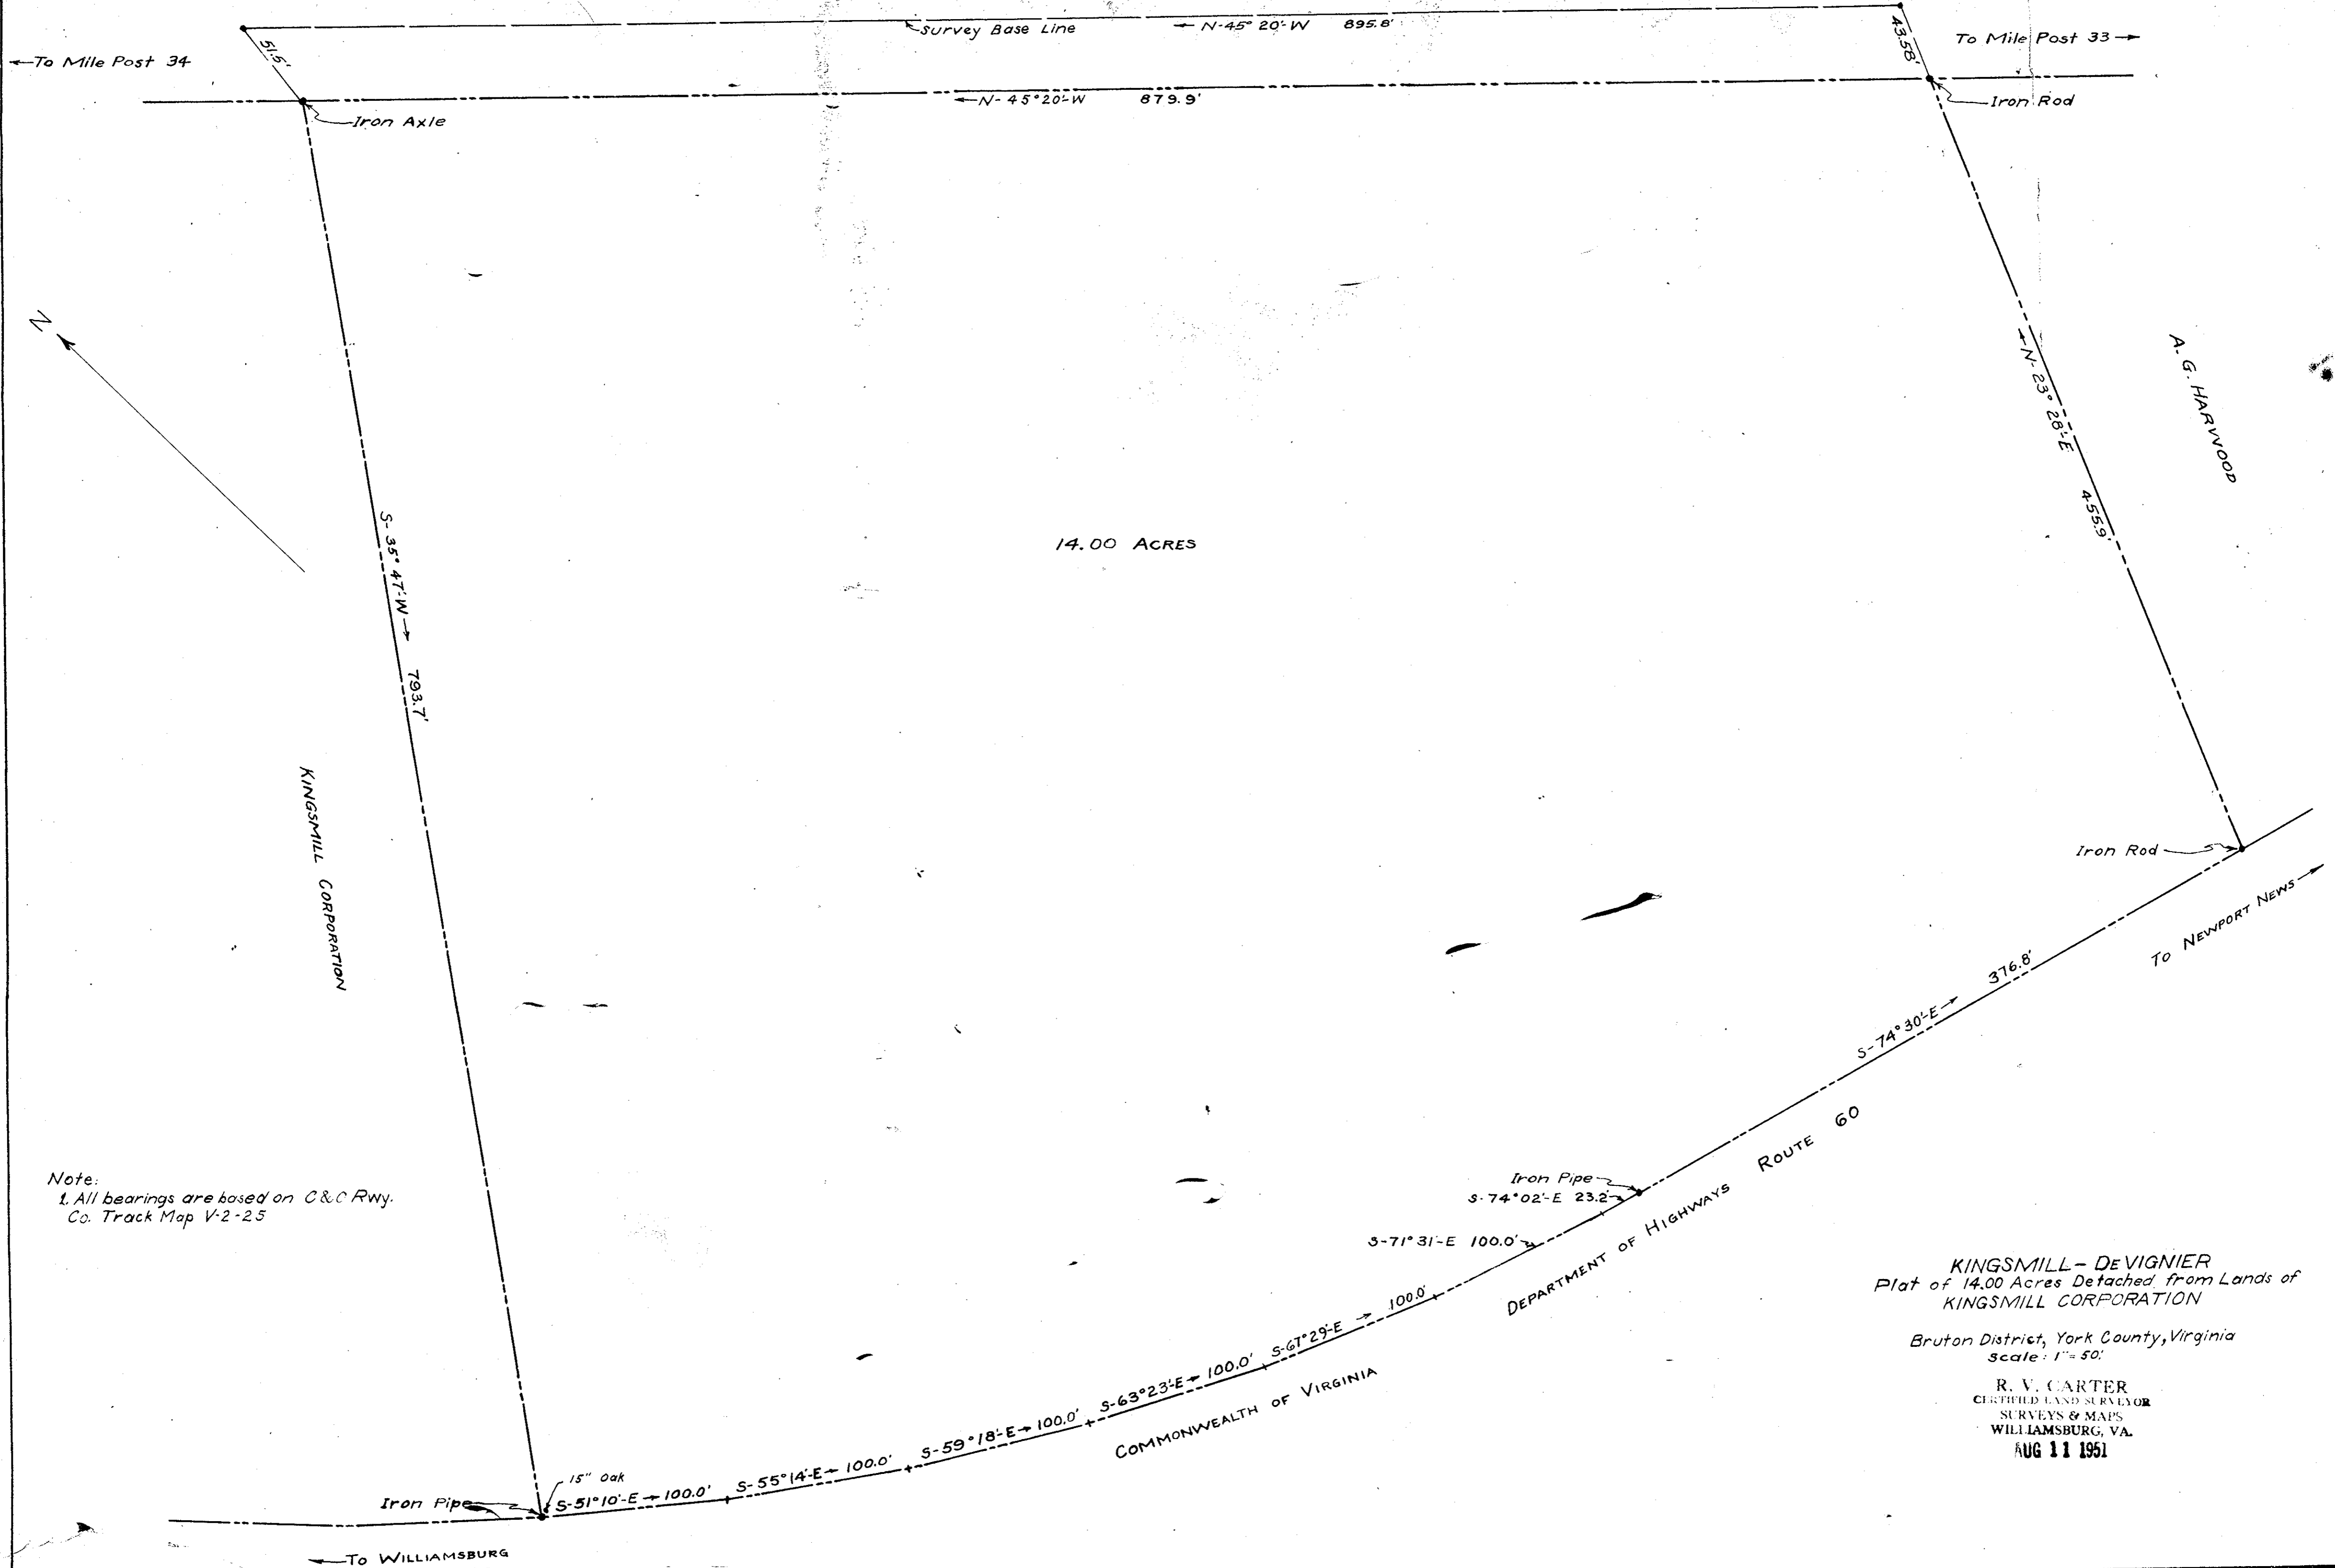 Survey Base Line
← N-45° 20'-W 895.8'
51.5'
43.58'
←To Mile Post 34
To Mile Post 33→
←N-45°20'-W 879.9'
Iron Axle
Iron Rod
N
S-35° 47'-W→ 793.7'
←N-23° 28'-E 455.9'
A. G. HARWOOD
14.00 ACRES
KINGSMILL CORPORATION
Iron Rod
To NEWPORT NEWS→
S-74°30'-E→ 376.8'
Note:
1. All bearings are based on C&O Rwy.
Co. Track Map V-2-25
Iron Pipe
S-74°02'-E 23.2'
S-71°31'-E 100.0'
S-67°29'-E → 100.0'
S-63°23'-E→ 100.0'
S-59°18'-E→100.0'
S-55°14'-E→ 100.0'
S-51°10'-E→100.0'
15" Oak
Iron Pipe
←To WILLIAMSBURG
COMMONWEALTH OF VIRGINIA
DEPARTMENT OF HIGHWAYS ROUTE 60
KINGSMILL – DeVIGNIER
Plat of 14.00 Acres Detached from Lands of
KINGSMILL CORPORATION
Bruton District, York County, Virginia
Scale: 1"= 50'
R. V. CARTER
CERTIFIED LAND SURVEYOR
SURVEYS & MAPS
WILLIAMSBURG, VA.
AUG 11 1951